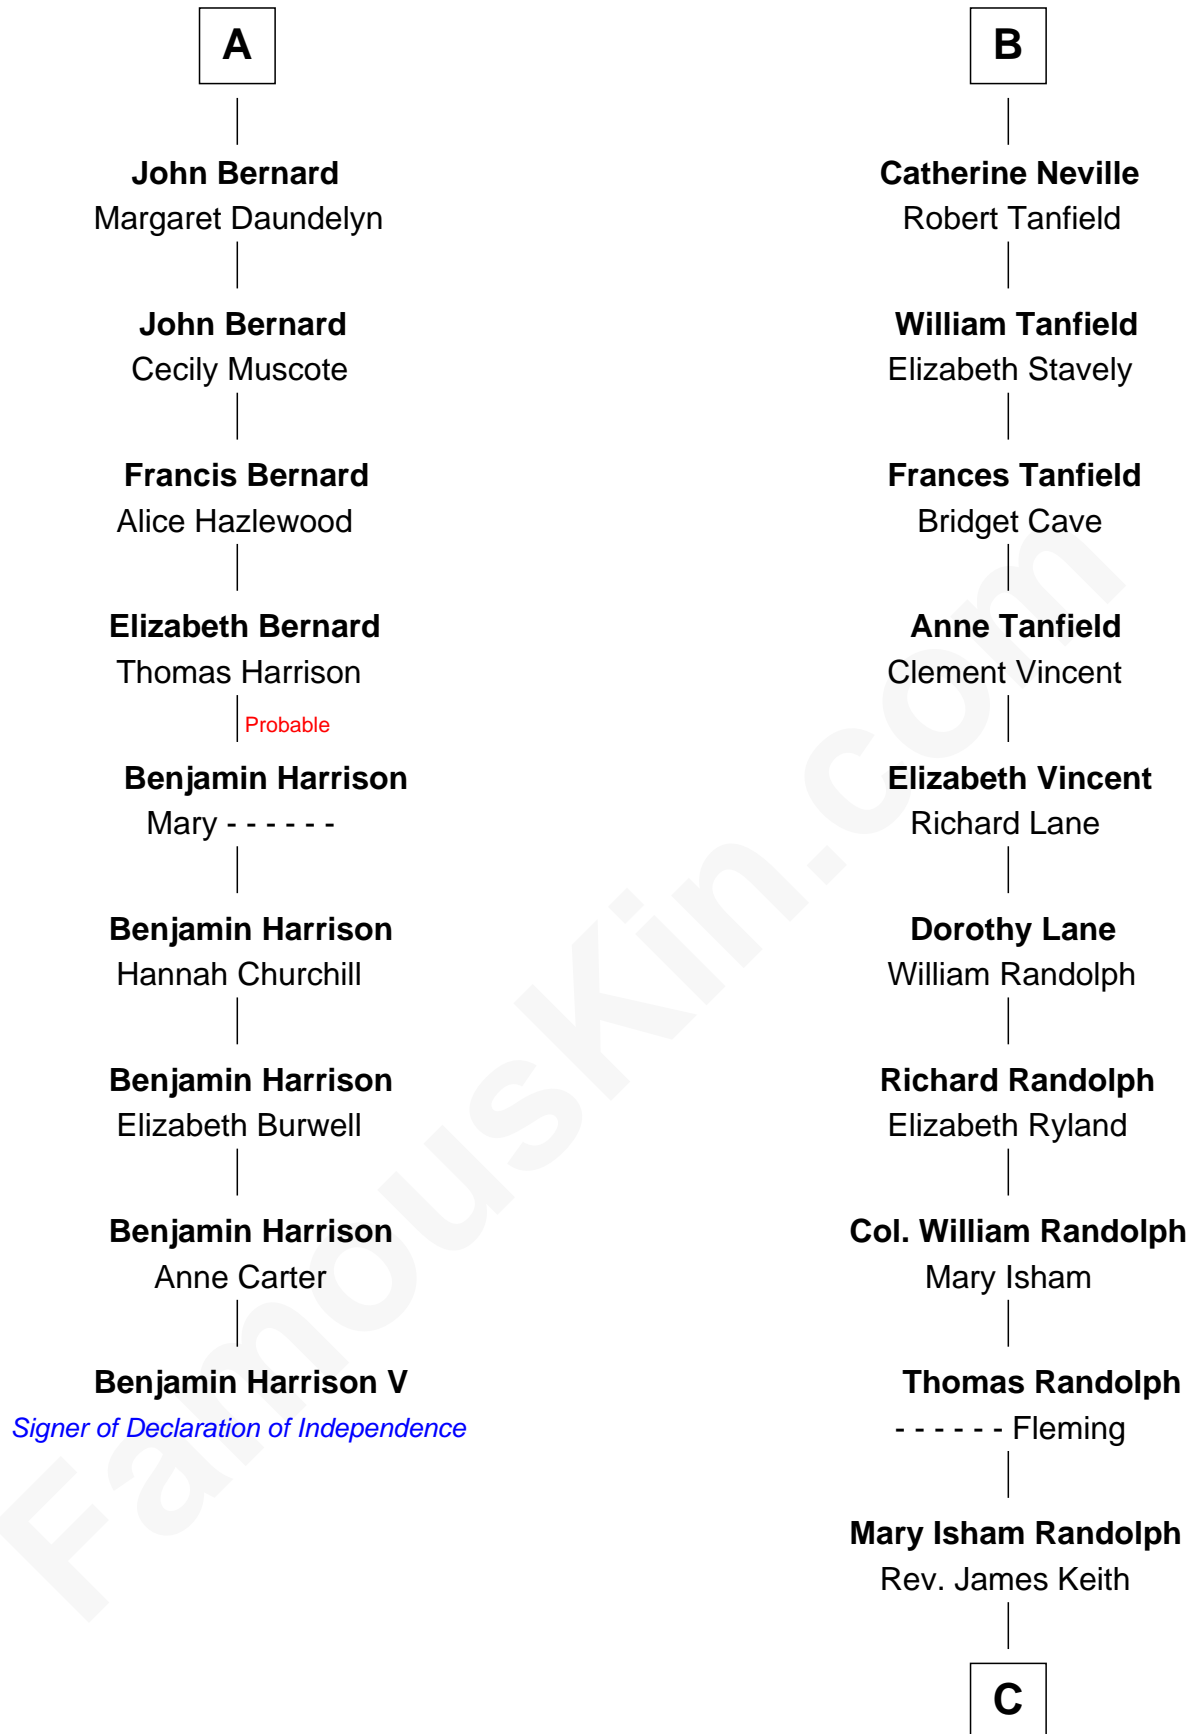 A
John Bernard
Margaret Daundelyn
John Bernard
Cecily Muscote
Francis Bernard
Alice Hazlewood
Elizabeth Bernard
Thomas Harrison
Probable
Benjamin Harrison
Mary - - - - - -
Benjamin Harrison
Hannah Churchill
Benjamin Harrison
Elizabeth Burwell
Benjamin Harrison
Anne Carter
Benjamin Harrison V
Signer of Declaration of Independence
B
Catherine Neville
Robert Tanfield
William Tanfield
Elizabeth Stavely
Frances Tanfield
Bridget Cave
Anne Tanfield
Clement Vincent
Elizabeth Vincent
Richard Lane
Dorothy Lane
William Randolph
Richard Randolph
Elizabeth Ryland
Col. William Randolph
Mary Isham
Thomas Randolph
- - - - - - Fleming
Mary Isham Randolph
Rev. James Keith
C
FamousKin.com